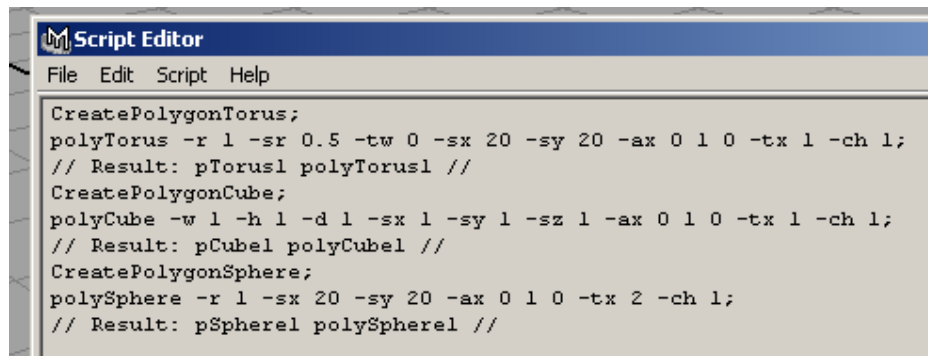 Script Editor
File Edit Script Help
CreatePolygonTorus;
polyTorus -r 1 -sr 0.5 -tw 0 -sx 20 -sy 20 -ax 0 1 0 -tx 1 -ch 1;
// Result: pTorus1 polyTorus1 //
CreatePolygonCube;
polyCube -w 1 -h 1 -d 1 -sx 1 -sy 1 -sz 1 -ax 0 1 0 -tx 1 -ch 1;
// Result: pCube1 polyCube1 //
CreatePolygonSphere;
polySphere -r 1 -sx 20 -sy 20 -ax 0 1 0 -tx 2 -ch 1;
// Result: pSphere1 polySphere1 //